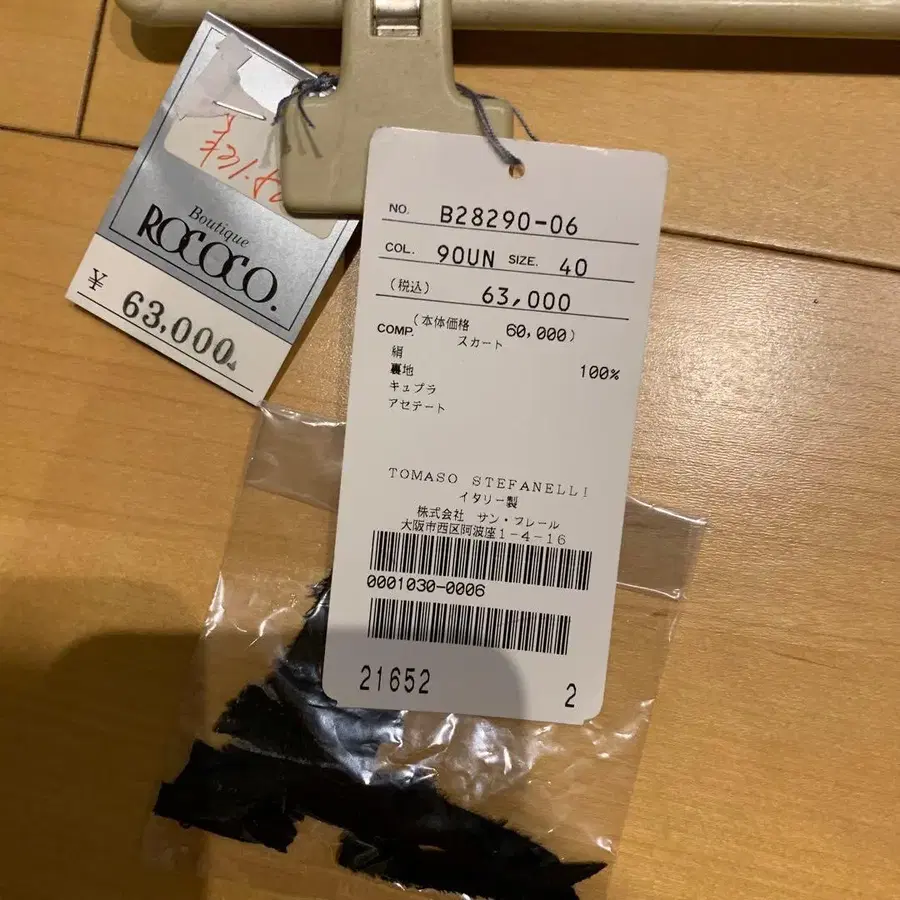 Boutique
ROCOCO.
¥ 63,000
NO. B28290-06
COL. 90UN SIZE. 40
(税込) 63,000
(本体価格 60,000)
COMP. スカート
絹 100%
裏地
キュプラ
アセテート
TOMASO STEFANELLI
イタリー製
株式会社 サン・フレール
大阪市西区阿波座1-4-16
0001030-0006
21652 2